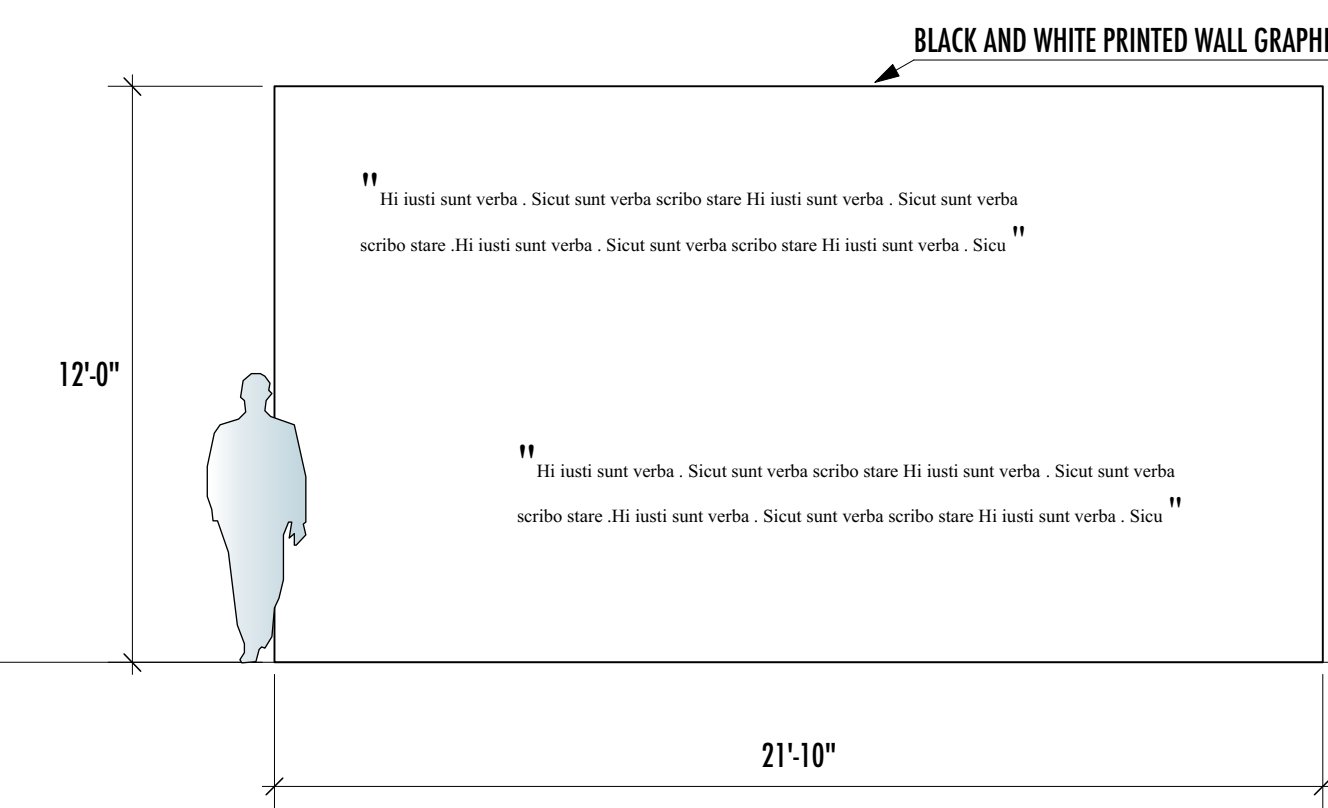 BLACK AND WHITE PRINTED WALL GRAPHI
"Hi iusti sunt verba . Sicut sunt verba scribo stare Hi iusti sunt verba . Sicut sunt verba
scribo stare .Hi iusti sunt verba . Sicut sunt verba scribo stare Hi iusti sunt verba . Sicu "
12'-0"
"Hi iusti sunt verba . Sicut sunt verba scribo stare Hi iusti sunt verba . Sicut sunt verba
scribo stare .Hi iusti sunt verba . Sicut sunt verba scribo stare Hi iusti sunt verba . Sicu "
21'-10"